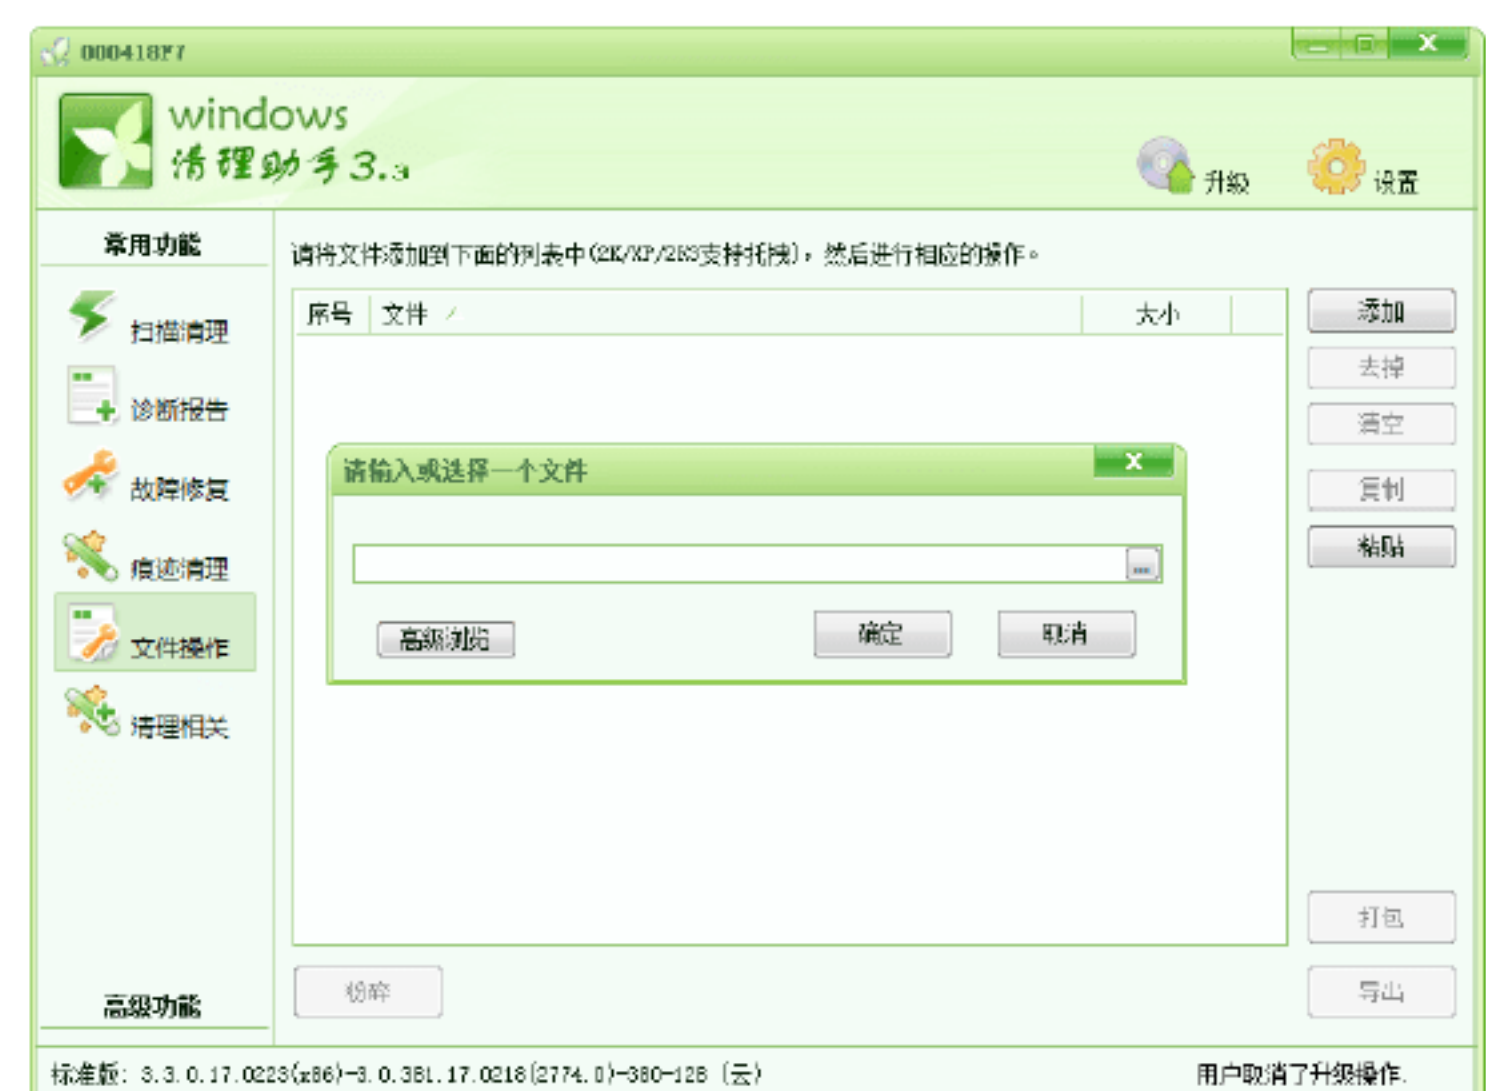 000418F7
windows
清理助手3.3
升级
设置
常用功能
请将文件添加到下面的列表中(2K/XP/2K3支持托拽)，然后进行相应的操作。
序号 文件 大小
添加
去掉
清空
复制
粘贴
扫描清理
诊断报告
故障修复
痕迹清理
文件操作
清理相关
请输入或选择一个文件
...
高级浏览 确定 取消
打包
高级功能
粉碎
导出
标准版: 3.3.0.17.0223(x86)-3.0.381.17.0218(2774.0)-380-128 (云)
用户取消了升级操作.